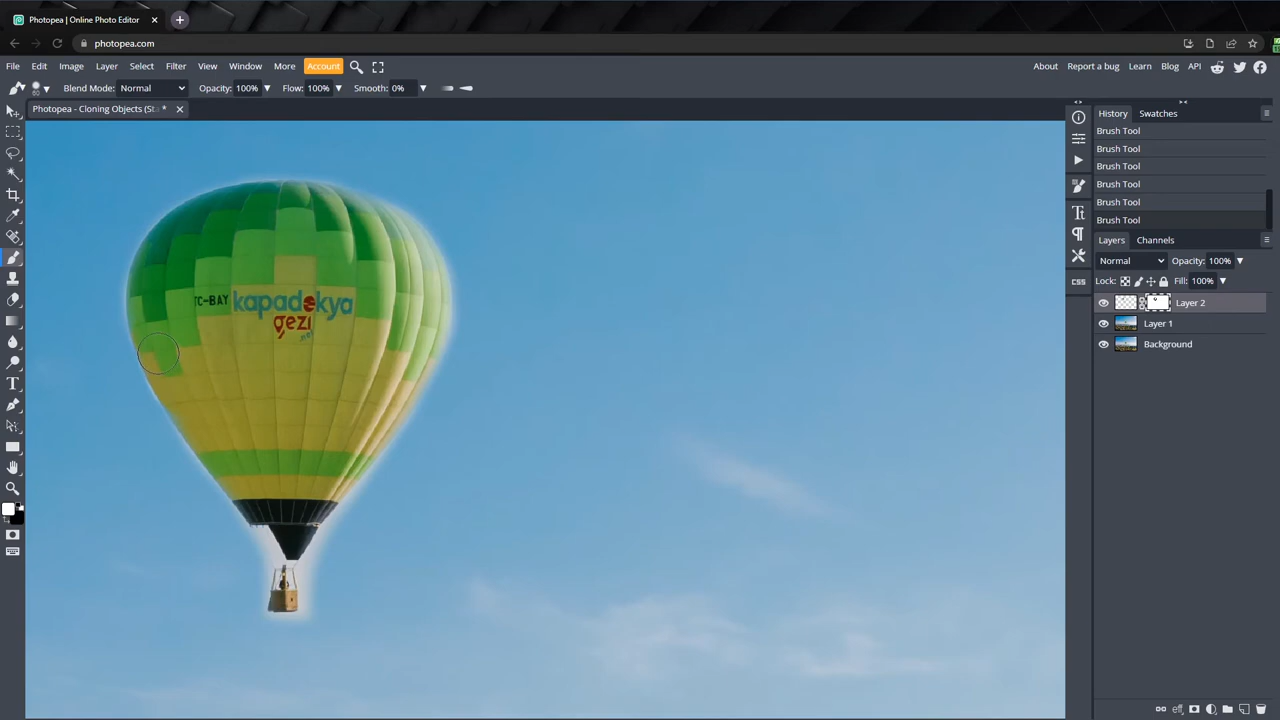 Photopea | Online Photo Editor
photopea.com
File Edit Image Layer Select Filter View Window More Account
About Report a bug Learn Blog API
60 Blend Mode: Normal Opacity: 100% Flow: 100% Smooth: 0%
Photopea - Cloning Objects (St *
History Swatches
Brush Tool
Brush Tool
Brush Tool
Brush Tool
Brush Tool
Brush Tool
Layers Channels
Normal Opacity: 100%
Lock: Fill: 100%
Layer 2
Layer 1
Background
CSS
TC-BAY kapadokya
gezi
.net